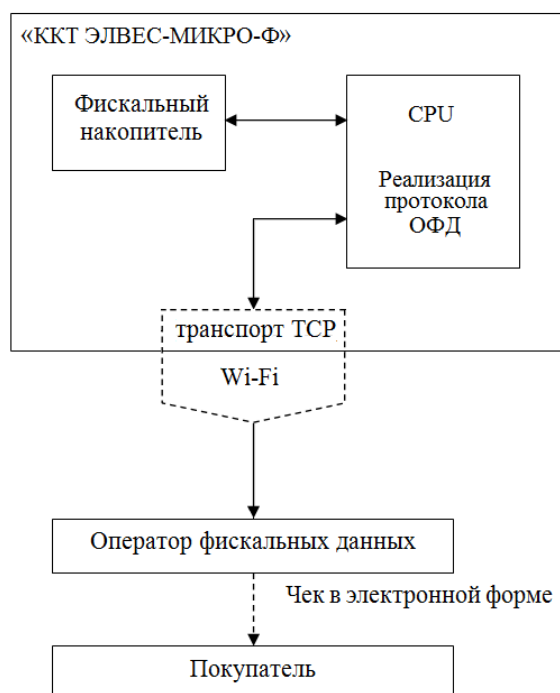 «ККТ ЭЛВЕС-МИКРО-Ф»
Фискальный
накопитель
CPU
Реализация
протокола
ОФД
транспорт TCP
Wi-Fi
Оператор фискальных данных
Чек в электронной форме
Покупатель